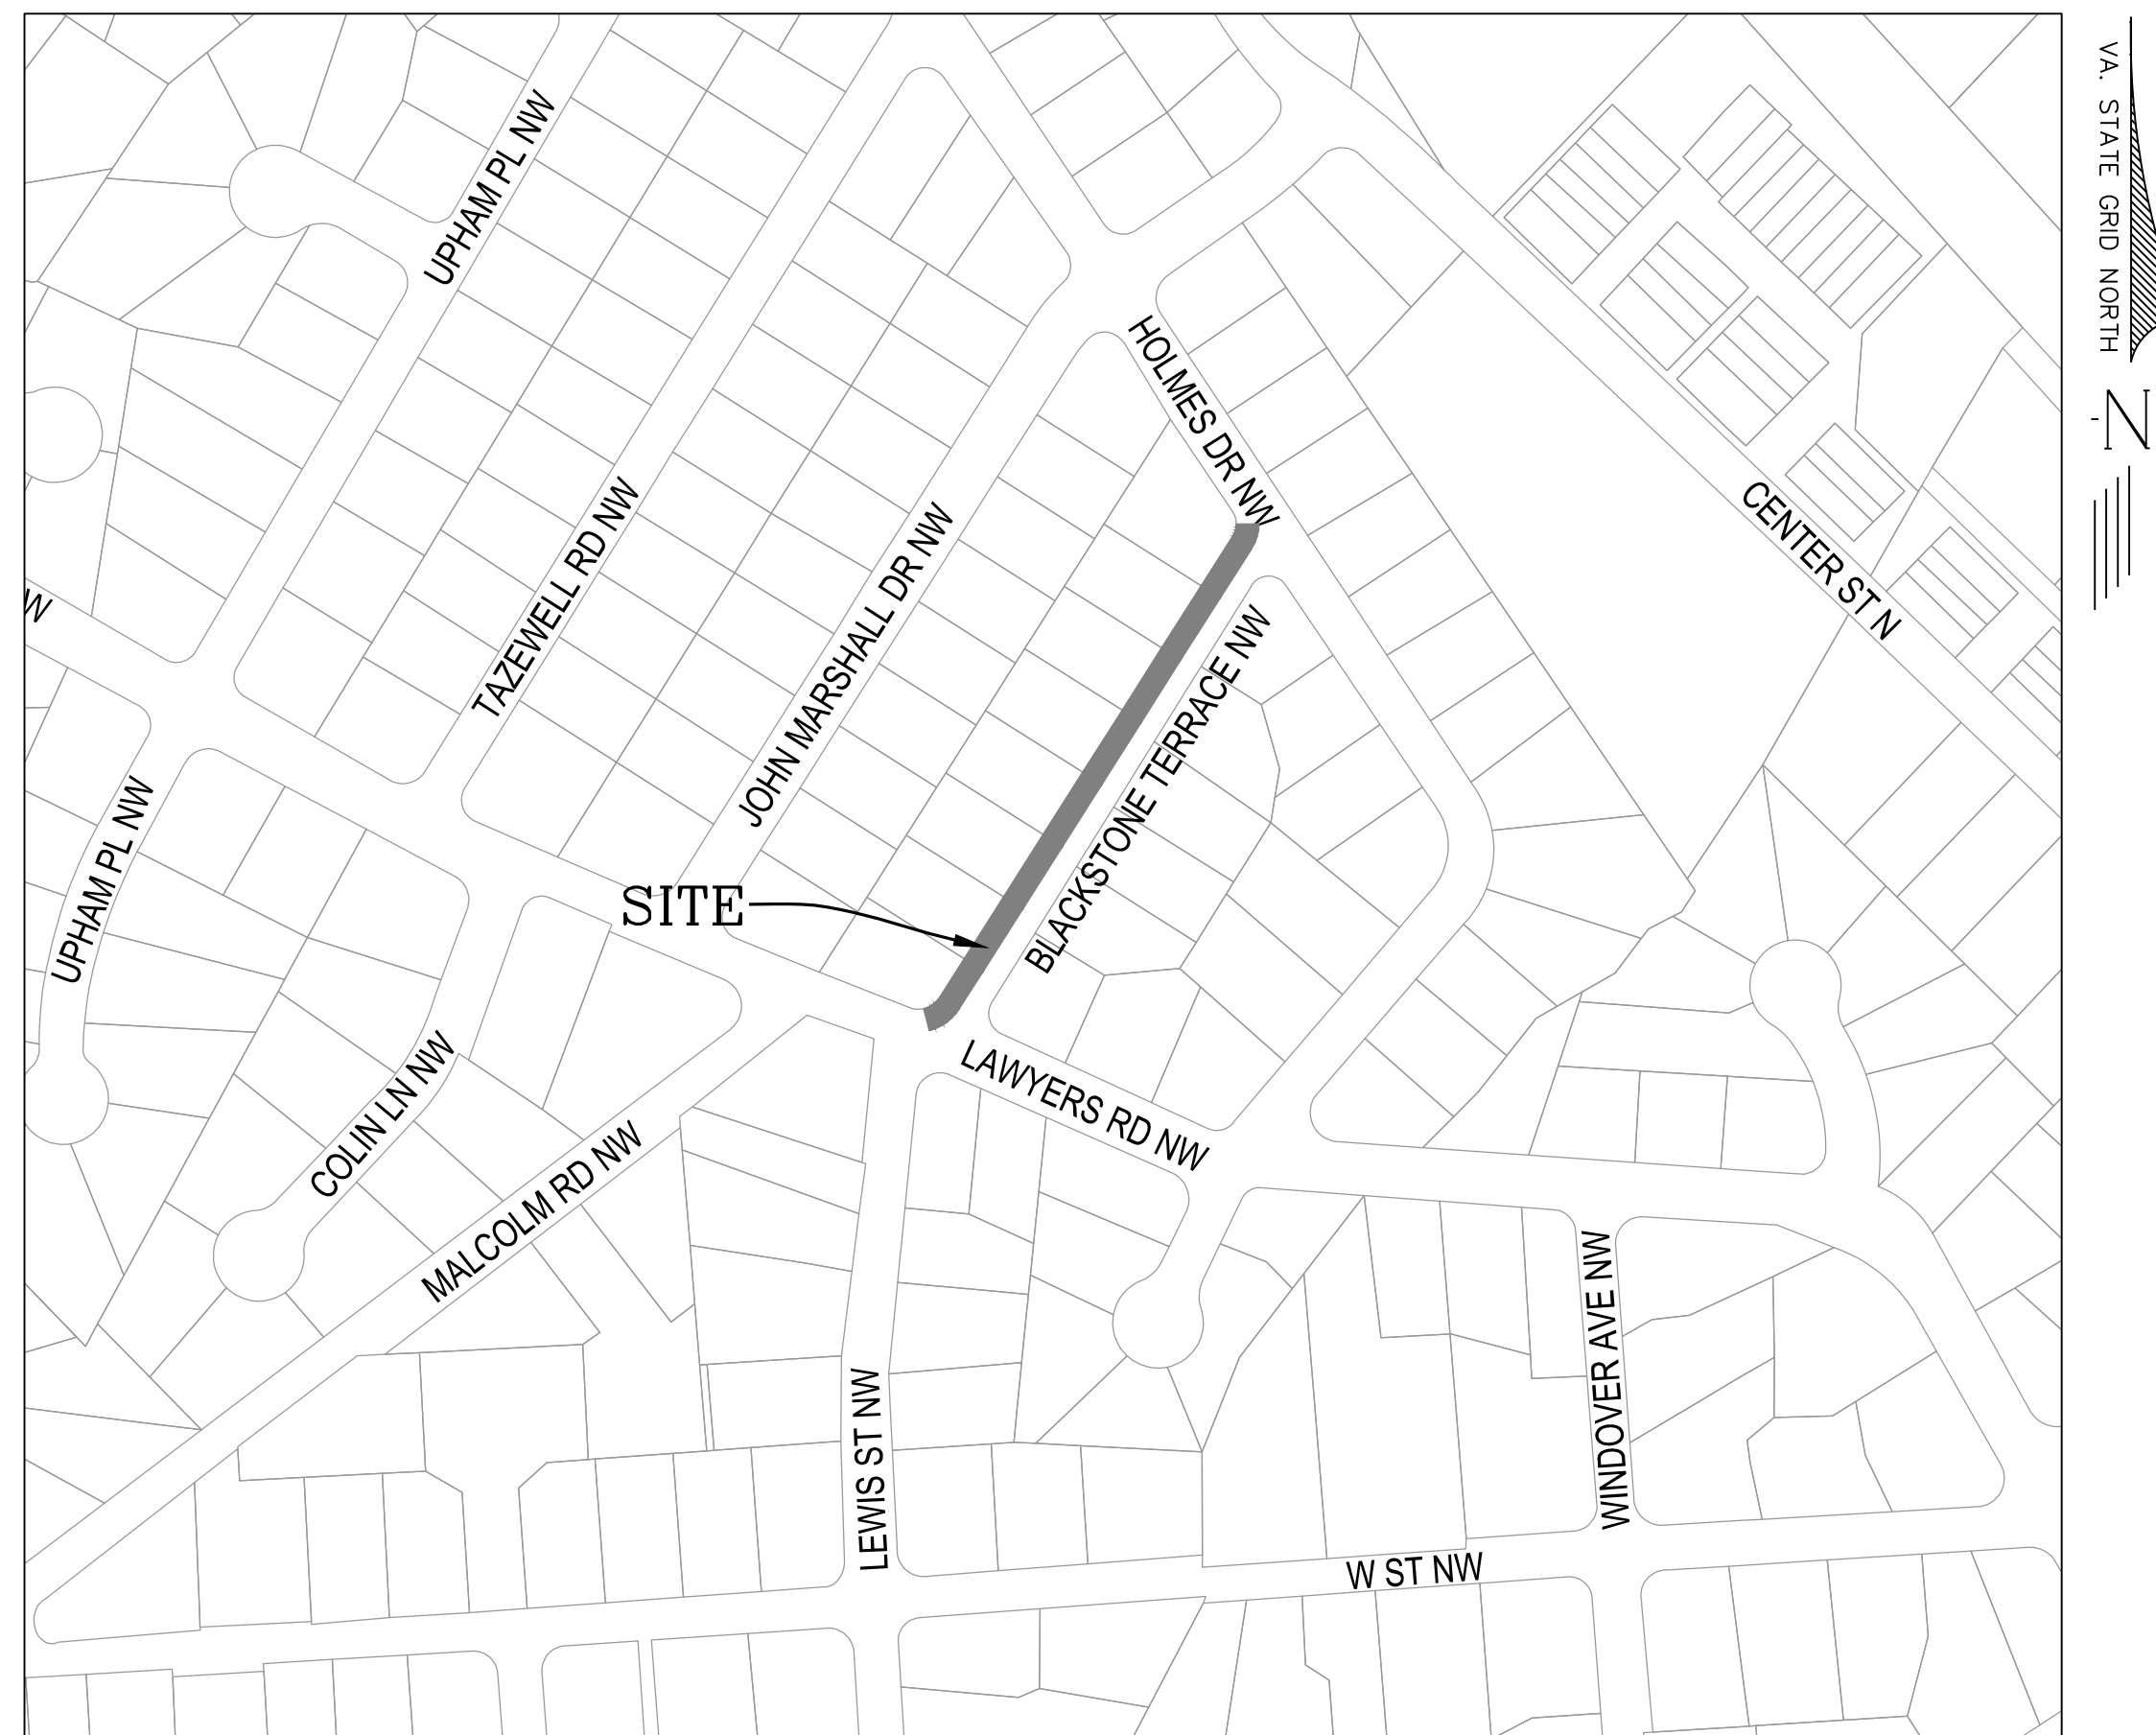 UPHAM PL NW
VA. STATE GRID NORTH
N
HOLMES DR NW
TAZEWELL RD NW
JOHN MARSHALL DR NW
CENTER ST N
W
BLACKSTONE TERRACE NW
UPHAM PL NW
SITE
LAWYERS RD NW
COLIN LN NW
MALCOLM RD NW
WINDOVER AVE NW
LEWIS ST NW
W ST NW